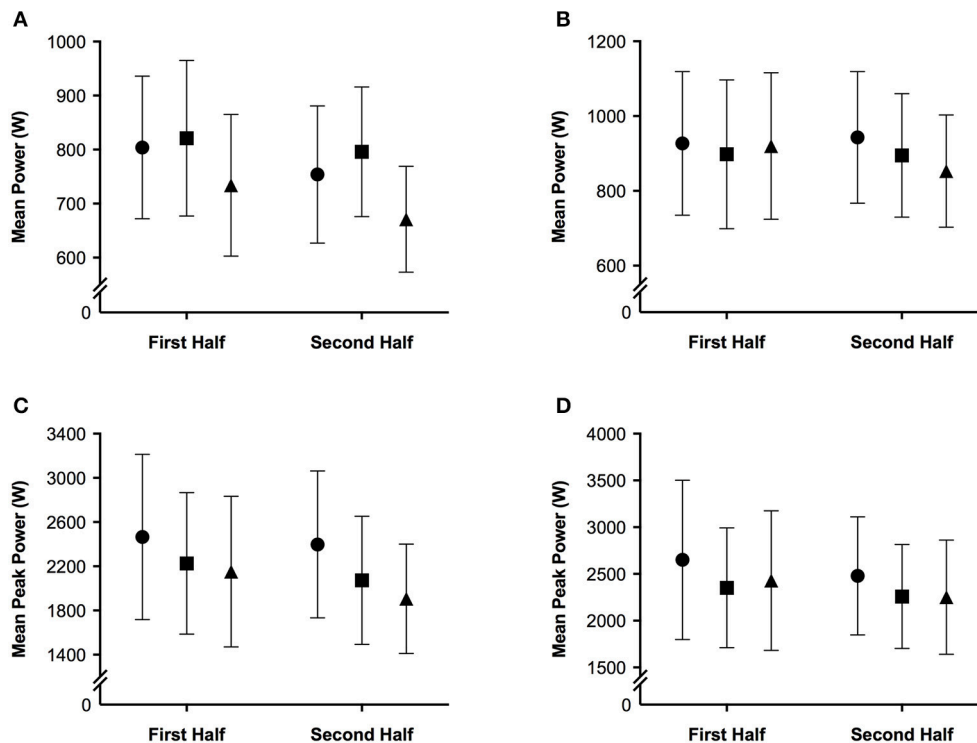 A
Mean Power (W)
1000
900
800
700
600
0
First Half
Second Half
B
Mean Power (W)
1200
1000
800
600
0
First Half
Second Half
C
Mean Peak Power (W)
3400
3000
2600
2200
1800
1400
0
First Half
Second Half
D
Mean Peak Power (W)
4000
3500
3000
2500
2000
1500
0
First Half
Second Half